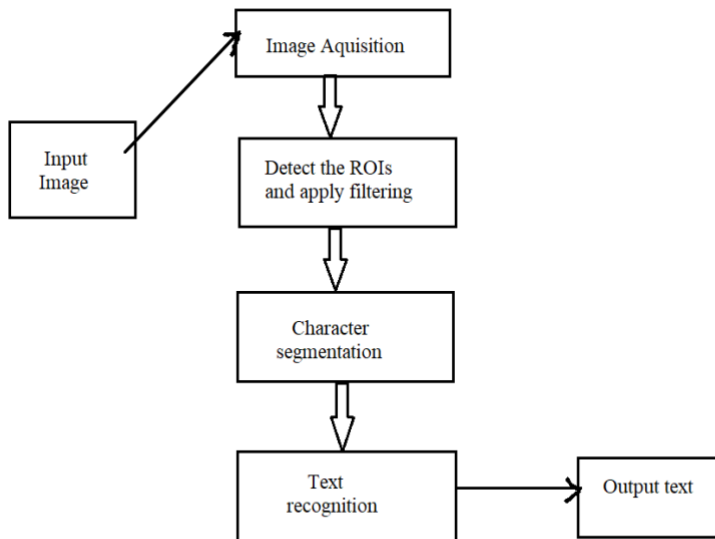 Image Aquisition
Input
Image
Detect the ROIs
and apply filtering
Character
segmentation
Text
recognition
Output text